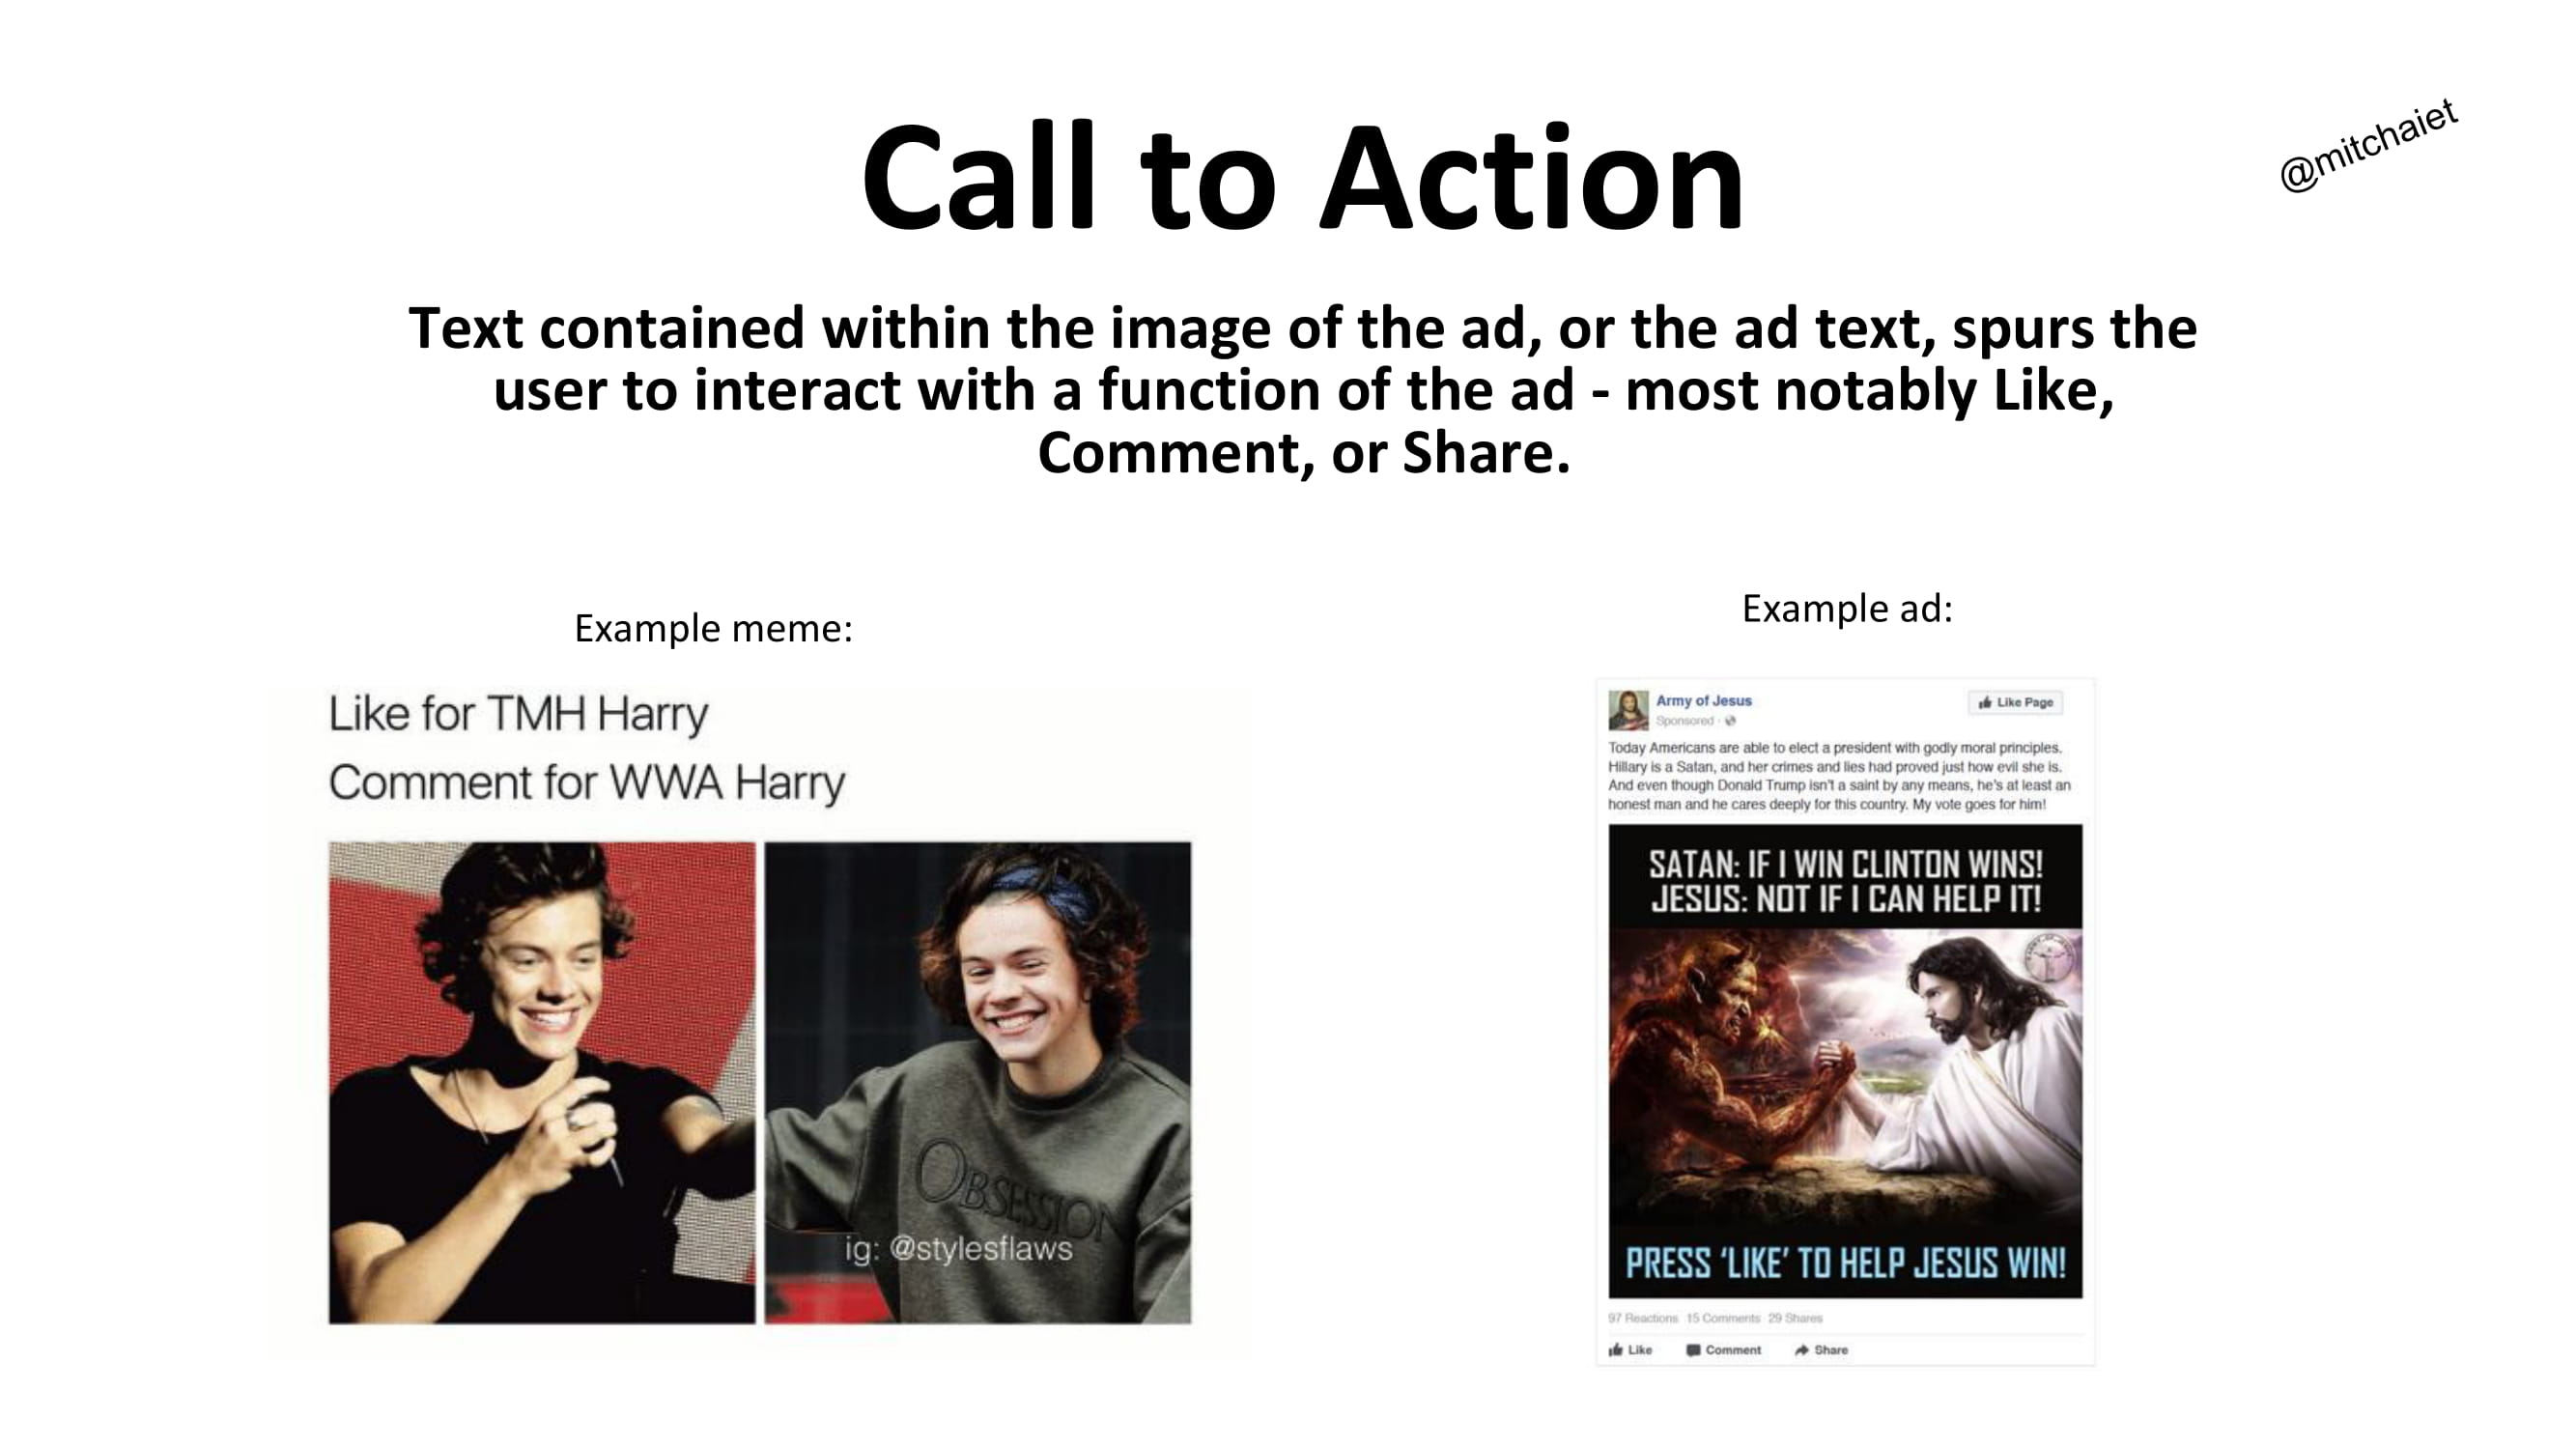 Call to Action
@mitchaiet
Text contained within the image of the ad, or the ad text, spurs the
user to interact with a function of the ad - most notably Like,
Comment, or Share.
Example meme:
Like for TMH Harry
Comment for WWA Harry
OBSESSION
ig: @stylesflaws
Example ad:
Army of Jesus
Sponsored ·
Like Page
Today Americans are able to elect a president with godly moral principles.
Hillary is a Satan, and her crimes and lies had proved just how evil she is.
And even though Donald Trump isn't a saint by any means, he's at least an
honest man and he cares deeply for this country. My vote goes for him!
SATAN: IF I WIN CLINTON WINS!
JESUS: NOT IF I CAN HELP IT!
PRESS ‘LIKE’ TO HELP JESUS WIN!
97 Reactions 15 Comments 29 Shares
Like Comment Share